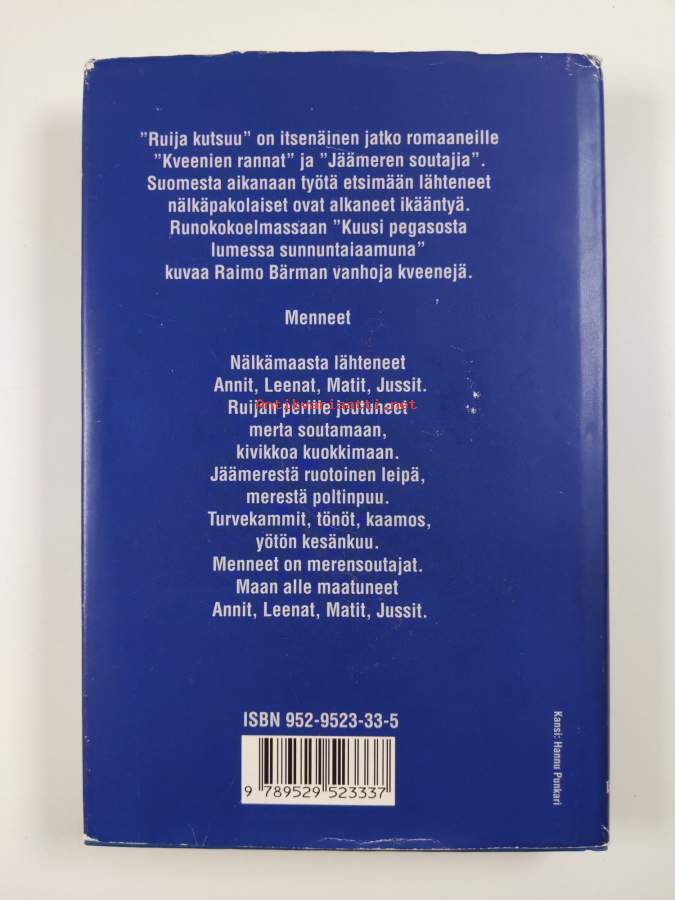 "Ruija kutsuu" on itsenäinen jatko romaaneille
"Kveenien rannat" ja "Jäämeren soutajia".
Suomesta aikanaan työtä etsimään lähteneet
nälkäpakolaiset ovat alkaneet ikääntyä.
Runokokoelmassaan "Kuusi pegasosta
lumessa sunnuntaiaamuna"
kuvaa Raimo Bärman vanhoja kveenejä.
Menneet
Nälkämaasta lähteneet
Annit, Leenat, Matit, Jussit.
Ruijan perille joutuneet
Antikvariaatti.net
merta soutamaan,
kivikkoa kuokkimaan.
Jäämerestä ruotoinen leipä,
merestä poltinpuu.
Turvekammit, tönöt, kaamos,
yötön kesänkuu.
Menneet on merensoutajat.
Maan alle maatuneet
Annit, Leenat, Matit, Jussit.
ISBN 952-9523-33-5
9 789529 523337
Kansi: Hannu Punkari